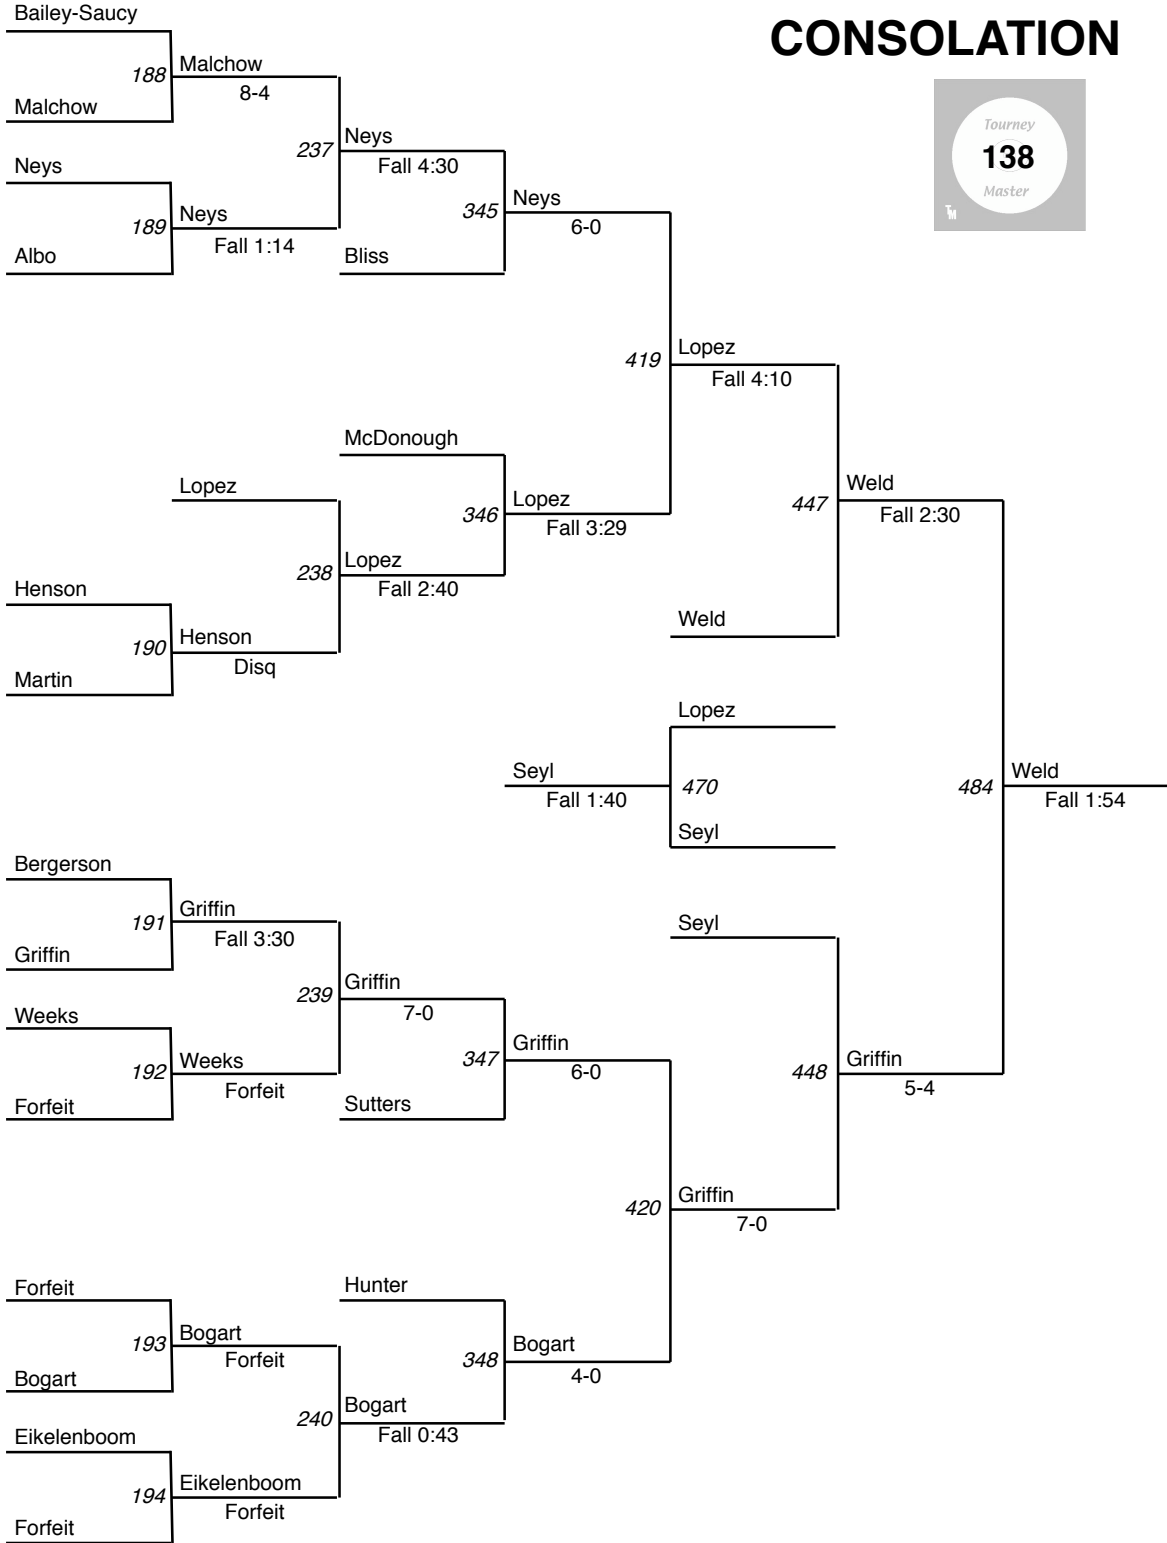 Bailey-Saucy
CONSOLATION
188
Malchow
8-4
Malchow
Tourney
138
Master
TM
Neys
237
Neys
Fall 4:30
189
Neys
Fall 1:14
345
Neys
6-0
Albo
Bliss
419
Lopez
Fall 4:10
McDonough
Lopez
346
Lopez
Fall 3:29
447
Weld
Fall 2:30
238
Lopez
Fall 2:40
Henson
190
Henson
Disq
Weld
Martin
Lopez
Seyl
Fall 1:40
470
484
Weld
Fall 1:54
Seyl
Bergerson
191
Griffin
Fall 3:30
Seyl
Griffin
239
Griffin
7-0
Weeks
347
Griffin
6-0
192
Weeks
Forfeit
448
Griffin
5-4
Forfeit
Sutters
420
Griffin
7-0
Forfeit
Hunter
193
Bogart
Forfeit
348
Bogart
4-0
Bogart
240
Bogart
Fall 0:43
Eikelenboom
194
Eikelenboom
Forfeit
Forfeit